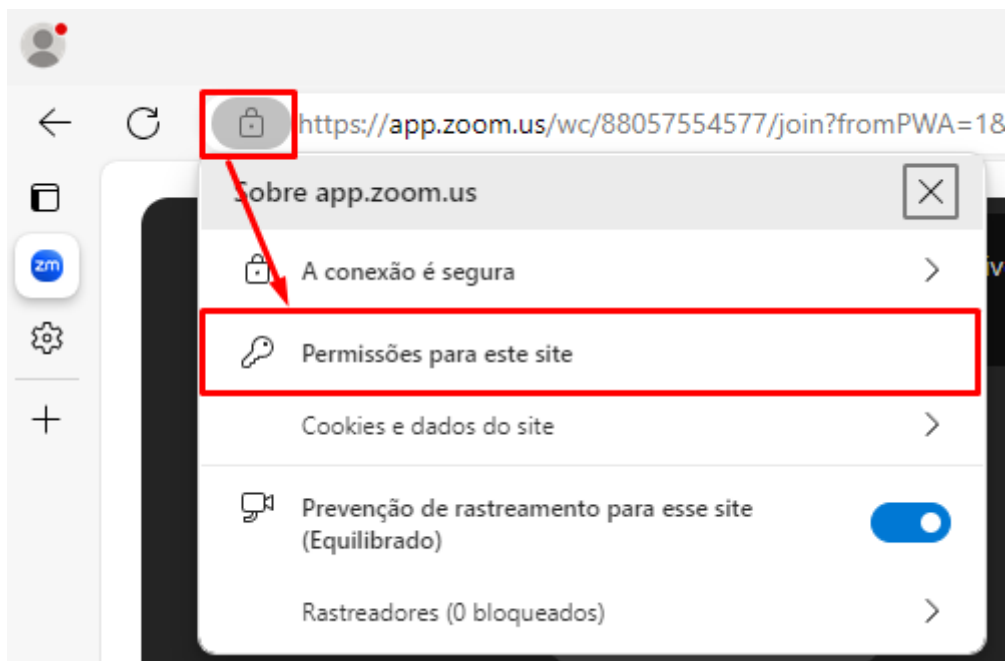 https://app.zoom.us/wc/88057554577/join?fromPWA=1&
Sobre app.zoom.us
zm
A conexão é segura
Permissões para este site
Cookies e dados do site
Prevenção de rastreamento para esse site
(Equilibrado)
Rastreadores (0 bloqueados)